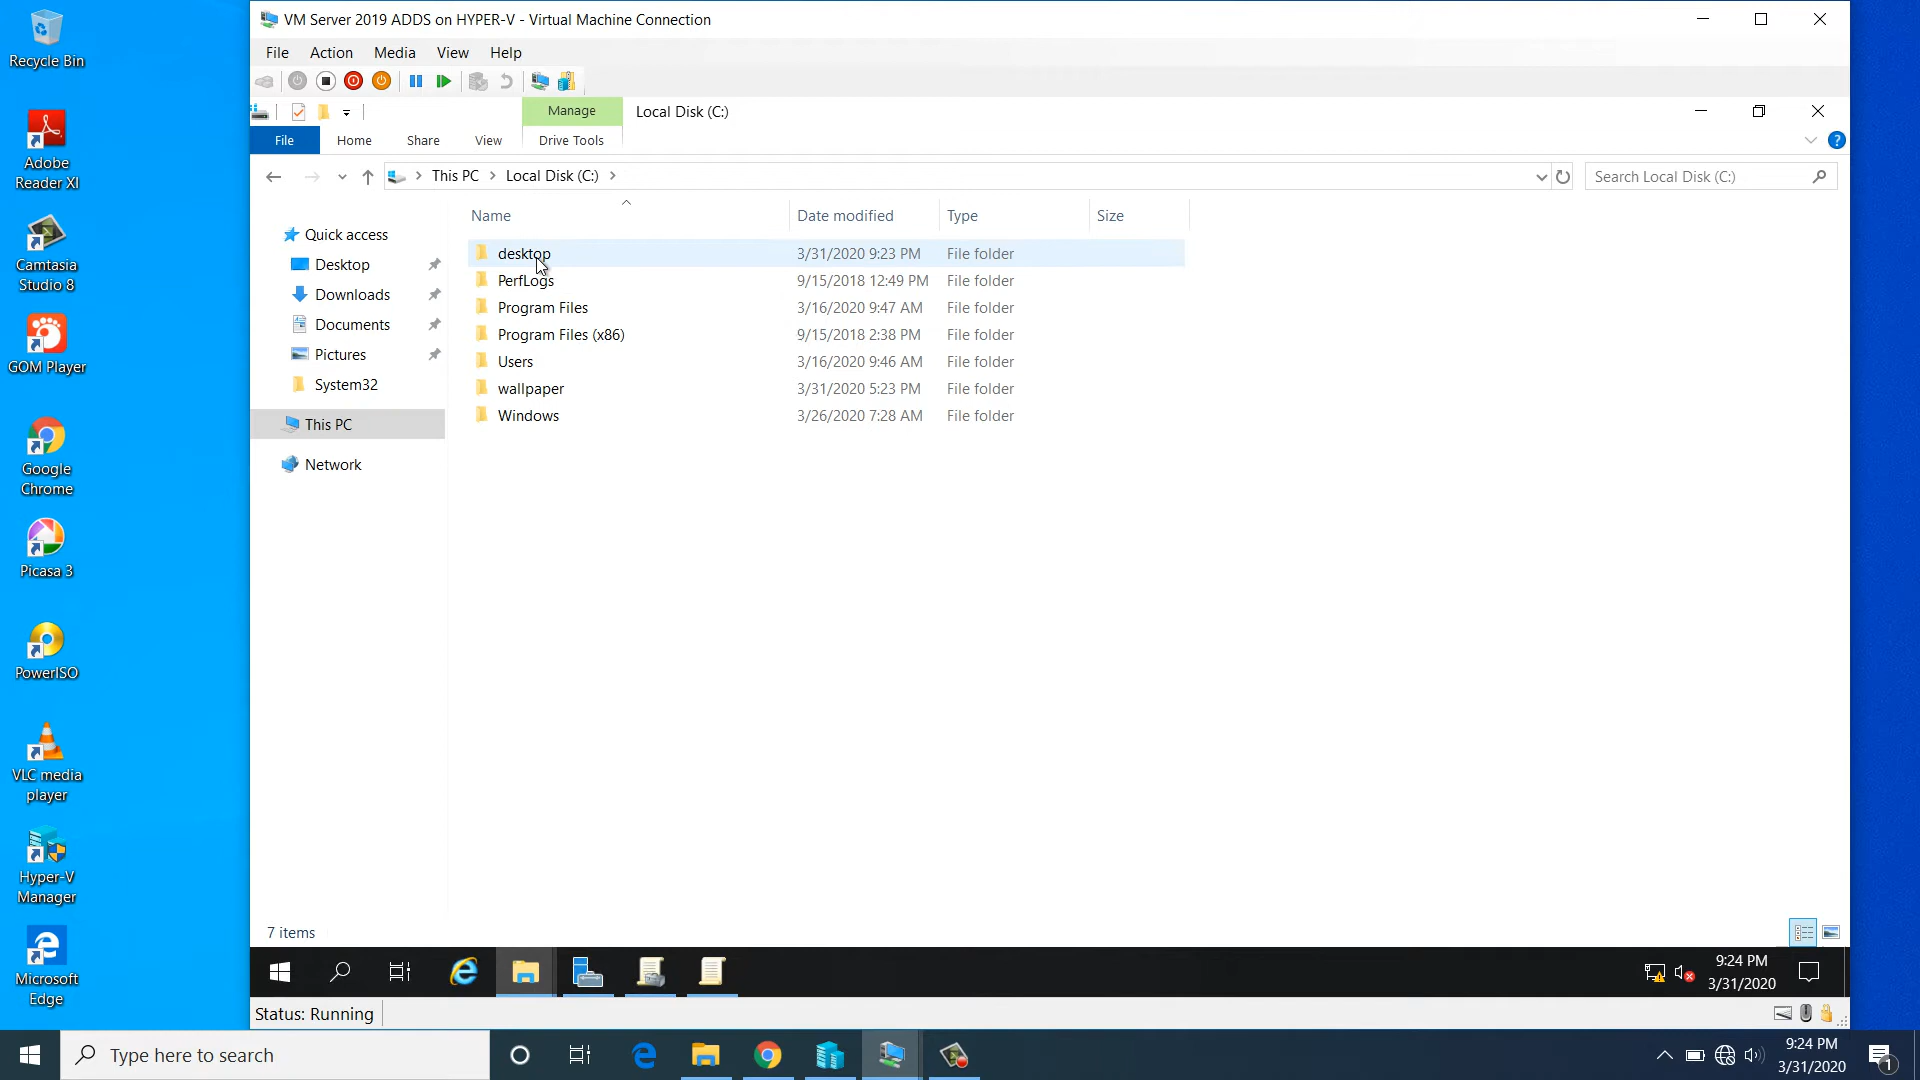 Recycle Bin
Adobe
Reader XI
Camtasia
Studio 8
GOM Player
Google
Chrome
Picasa 3
PowerISO
VLC media
player
Hyper-V
Manager
Microsoft
Edge
VM Server 2019 ADDS on HYPER-V - Virtual Machine Connection
File Action Media View Help
Manage Local Disk (C:)
File Home Share View Drive Tools
This PC Local Disk (C:) Search Local Disk (C:)
Name Date modified Type Size
Quick access
Desktop
Downloads
Documents
Pictures
System32
This PC
Network
desktop 3/31/2020 9:23 PM File folder
PerfLogs 9/15/2018 12:49 PM File folder
Program Files 3/16/2020 9:47 AM File folder
Program Files (x86) 9/15/2018 2:38 PM File folder
Users 3/16/2020 9:46 AM File folder
wallpaper 3/31/2020 5:23 PM File folder
Windows 3/26/2020 7:28 AM File folder
7 items
9:24 PM
3/31/2020
Status: Running
Type here to search
9:24 PM
3/31/2020
1